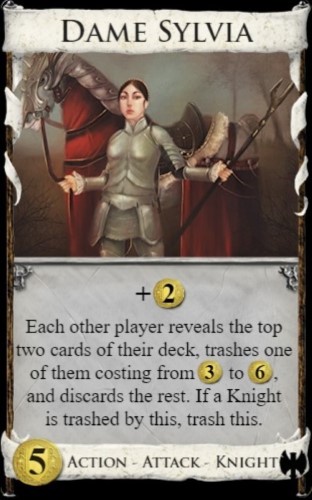 DAME SYLVIA
+2
Each other player reveals the top
two cards of their deck, trashes one
of them costing from 3 to 6,
and discards the rest. If a Knight
is trashed by this, trash this.
5 ACTION - ATTACK - KNIGHT